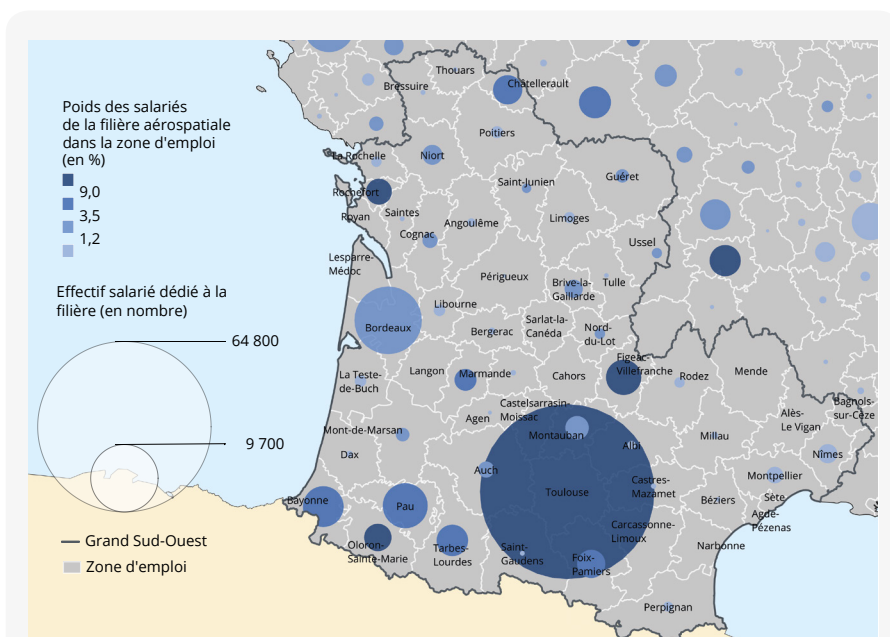 Poids des salariés
de la filière aérospatiale
dans la zone d'emploi
(en %)
9,0
3,5
1,2
Effectif salarié dédié à la
filière (en nombre)
64 800
9 700
Grand Sud-Ouest
Zone d'emploi
Thouars
Bressuire
Châtellerault
Poitiers
La Rochelle
Niort
Rochefort
Saint-Junien
Guéret
Royan
Saintes
Cognac
Angoulême
Limoges
Ussel
Lesparre-
Médoc
Périgueux
Brive-la-
Gaillarde
Tulle
Libourne
Bordeaux
Bergerac
Sarlat-la-
Canéda
Nord-
du-Lot
La Teste-
de-Buch
Langon
Marmande
Cahors
Figeac-
Villefranche
Rodez
Mende
Castelsarrasin-
Moissac
Agen
Mont-de-Marsan
Montauban
Albi
Millau
Alès-
Le Vigan
Bagnols-
sur-Cèze
Dax
Auch
Toulouse
Castres-
Mazamet
Nîmes
Montpellier
Bayonne
Pau
Béziers
Sète
Agde-
Pézenas
Carcassonne-
Limoux
Narbonne
Oloron-
Sainte-Marie
Tarbes-
Lourdes
Saint-
Gaudens
Foix-
Pamiers
Perpignan